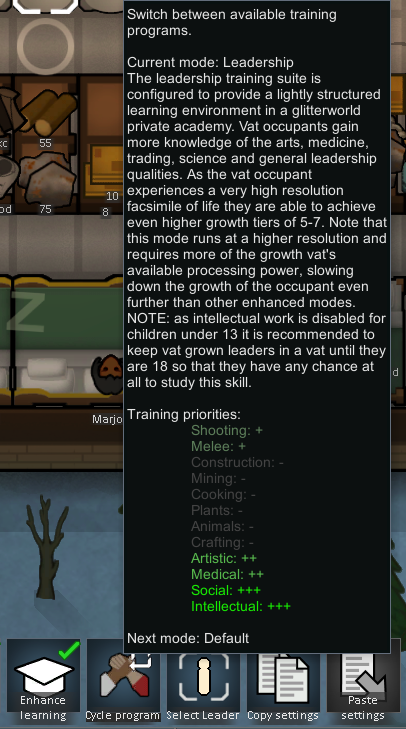 Switch between available training
programs.
Current mode: Leadership
The leadership training suite is
configured to provide a lightly structured
learning environment in a glitterworld
private academy. Vat occupants gain
more knowledge of the arts, medicine,
trading, science and general leadership
qualities. As the vat occupant
experiences a very high resolution
facsimile of life they are able to achieve
even higher growth tiers of 5-7. Note that
this mode runs at a higher resolution and
requires more of the growth vat's
available processing power, slowing
down the growth of the occupant even
further than other enhanced modes.
NOTE: as intellectual work is disabled for
children under 13 it is recommended to
keep vat grown leaders in a vat until they
are 18 so that they have any chance at
all to study this skill.
Training priorities:
Shooting: +
Melee: +
Construction: -
Mining: -
Cooking: -
Plants: -
Animals: -
Crafting: -
Artistic: ++
Medical: ++
Social: +++
Intellectual: +++
Next mode: Default
55
75
10
8
Z
Marjo
Enhance
learning
Cycle program
Select Leader
Copy settings
Paste
settings